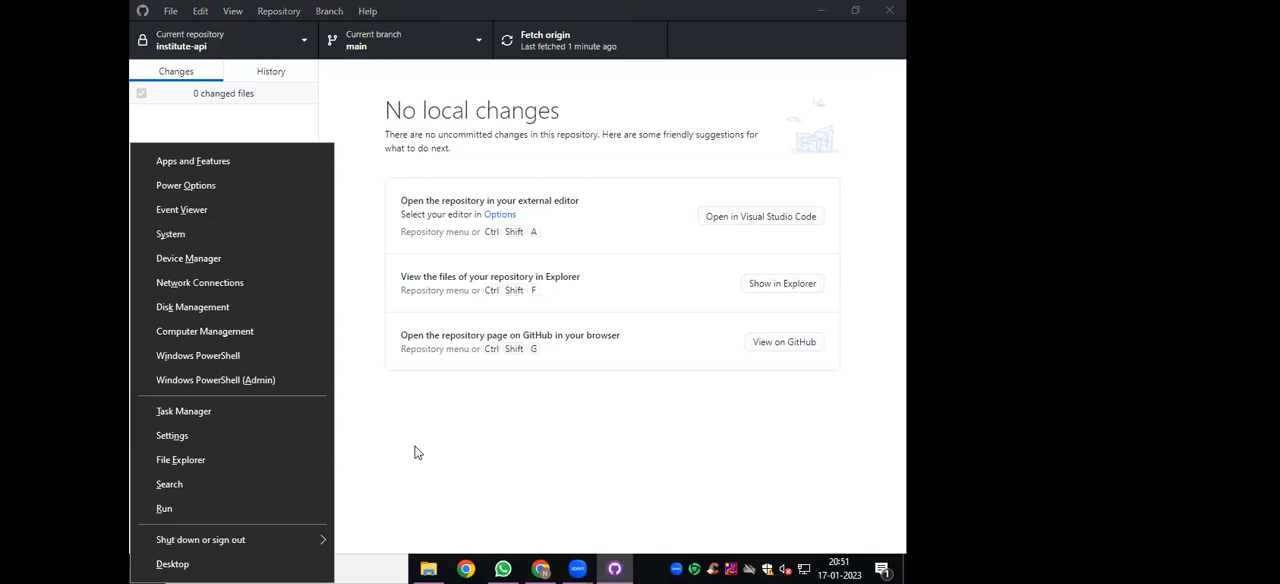 File Edit View Repository Branch Help
Current repository
institute-api
Current branch
main
Fetch origin
Last fetched 1 minute ago
Changes History
0 changed files
No local changes
There are no uncommitted changes in this repository. Here are some friendly suggestions for
what to do next.
Open the repository in your external editor
Select your editor in Options
Repository menu or Ctrl Shift A
Open in Visual Studio Code
View the files of your repository in Explorer
Repository menu or Ctrl Shift F
Show in Explorer
Open the repository page on GitHub in your browser
Repository menu or Ctrl Shift G
View on GitHub
Apps and Features
Power Options
Event Viewer
System
Device Manager
Network Connections
Disk Management
Computer Management
Windows PowerShell
Windows PowerShell (Admin)
Task Manager
Settings
File Explorer
Search
Run
Shut down or sign out
Desktop
zoom
20:51
17-01-2023
1